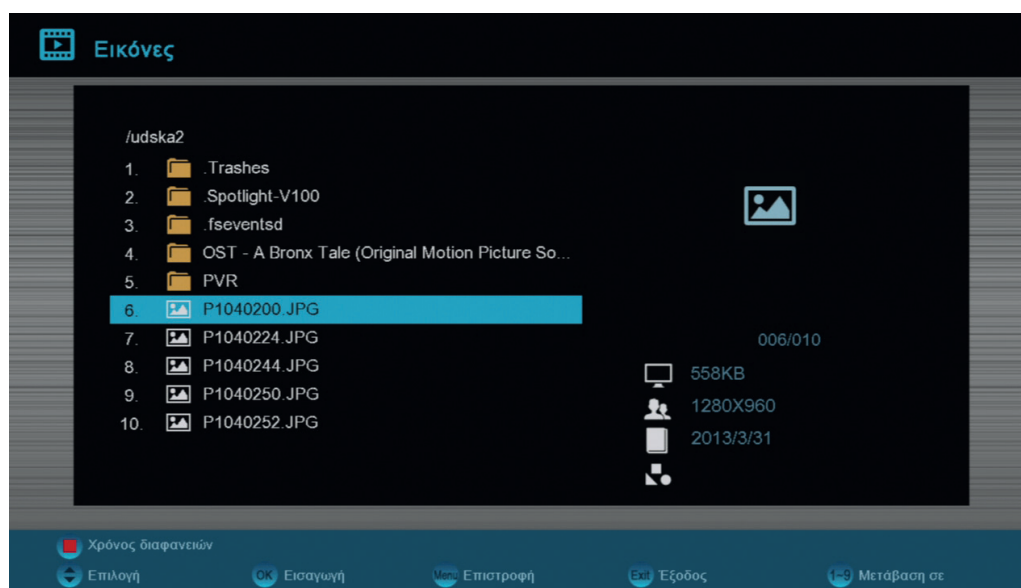 Εικόνες
/udska2
1. .Trashes
2. .Spotlight-V100
3. .fseventsd
4. OST - A Bronx Tale (Original Motion Picture So...
5. PVR
6. P1040200.JPG
7. P1040224.JPG
8. P1040244.JPG
9. P1040250.JPG
10. P1040252.JPG
006/010
558KB
1280X960
2013/3/31
Χρόνος διαφανειών
Επιλογή OK Εισαγωγή Menu Επιστροφή Exit Έξοδος 1-9 Μετάβαση σε